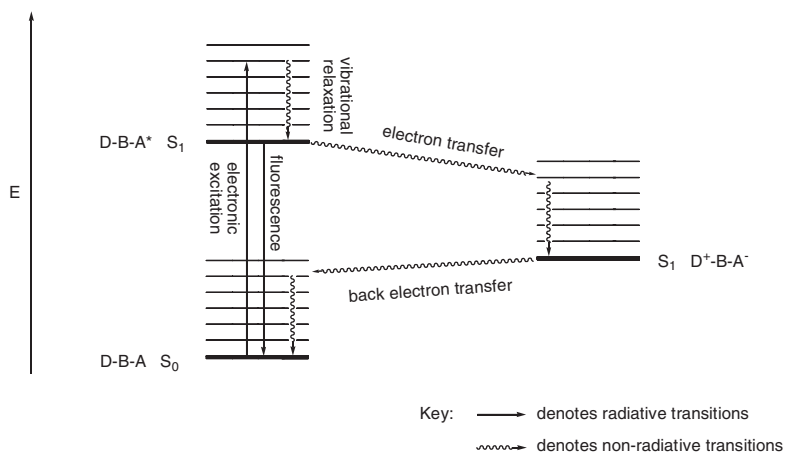 vibrational
relaxation
electron transfer
D-B-A* S₁
E
electronic
excitation
fluorescence
S₁ D⁺-B-A⁻
back electron transfer
D-B-A S₀
Key: denotes radiative transitions
denotes non-radiative transitions